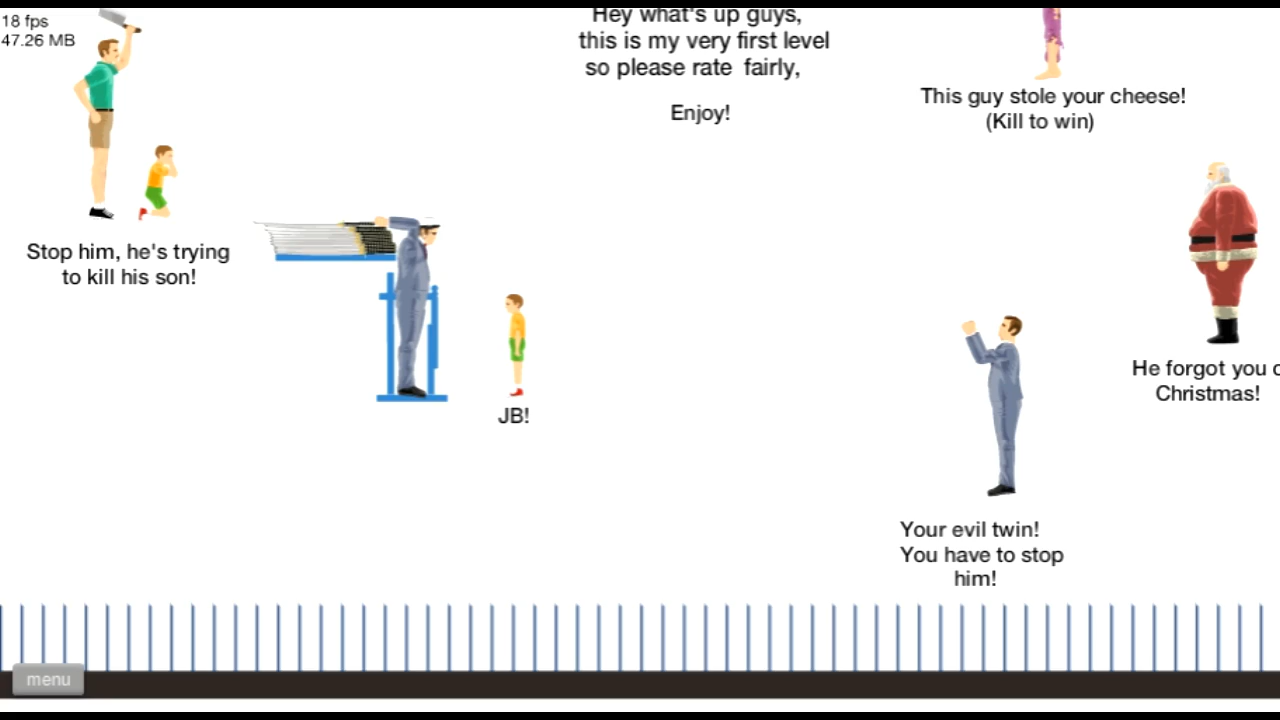 18 fps
47.26 MB
Hey what's up guys,
this is my very first level
so please rate fairly,
Enjoy!
This guy stole your cheese!
(Kill to win)
Stop him, he's trying
to kill his son!
He forgot you
Christmas!
JB!
Your evil twin!
You have to stop
him!
menu